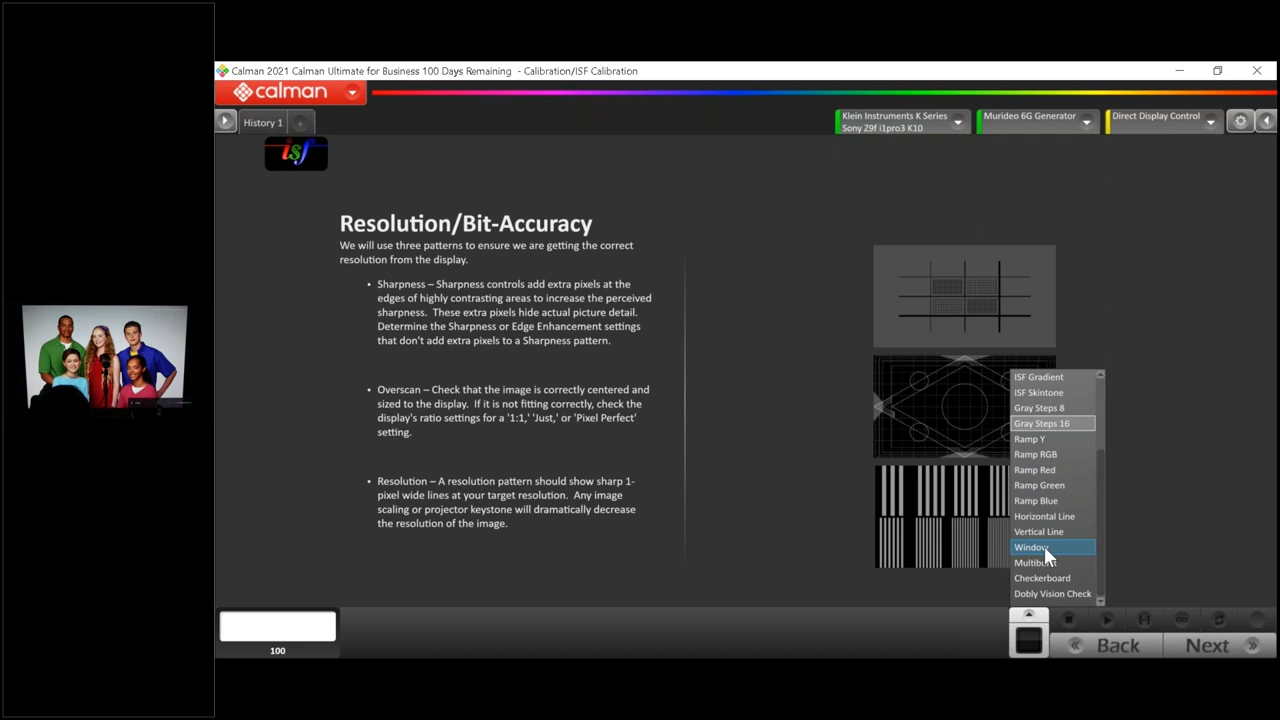 Calman 2021 Calman Ultimate for Business 100 Days Remaining - Calibration/ISF Calibration
calman
History 1
Klein Instruments K Series
Sony Z9f i1pro3 K10
Murideo 6G Generator
Direct Display Control
isf
Resolution/Bit-Accuracy
We will use three patterns to ensure we are getting the correct
resolution from the display.
• Sharpness – Sharpness controls add extra pixels at the
edges of highly contrasting areas to increase the perceived
sharpness. These extra pixels hide actual picture detail.
Determine the Sharpness or Edge Enhancement settings
that don't add extra pixels to a Sharpness pattern.
• Overscan – Check that the image is correctly centered and
sized to the display. If it is not fitting correctly, check the
display's ratio settings for a '1:1,' 'Just,' or 'Pixel Perfect'
setting.
• Resolution – A resolution pattern should show sharp 1-
pixel wide lines at your target resolution. Any image
scaling or projector keystone will dramatically decrease
the resolution of the image.
ISF Gradient
ISF Skintone
Gray Steps 8
Gray Steps 16
Ramp Y
Ramp RGB
Ramp Red
Ramp Green
Ramp Blue
Horizontal Line
Vertical Line
Window
Multiburst
Checkerboard
Dobly Vision Check
100
Back
Next